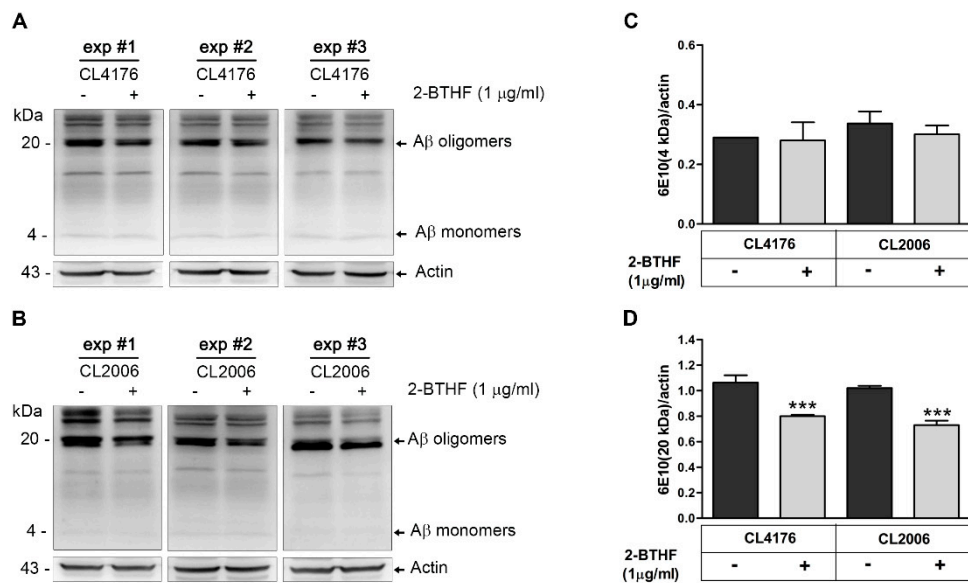 A
exp #1 exp #2 exp #3
CL4176 CL4176 CL4176
- + - + - + 2-BTHF (1 µg/ml)
kDa
20 - Aβ oligomers
4 - Aβ monomers
43 - Actin
B
exp #1 exp #2 exp #3
CL2006 CL2006 CL2006
- + - + - + 2-BTHF (1 µg/ml)
kDa
20 - Aβ oligomers
4 - Aβ monomers
43 - Actin
C
6E10(4 kDa)/actin
0.6
0.4
0.2
0.0
CL4176 CL2006
2-BTHF
(1µg/ml)
- + - +
D
6E10(20 kDa)/actin
1.4
1.2
1.0
0.8
0.6
0.4
0.2
0.0
*** ***
CL4176 CL2006
2-BTHF
(1µg/ml)
- + - +